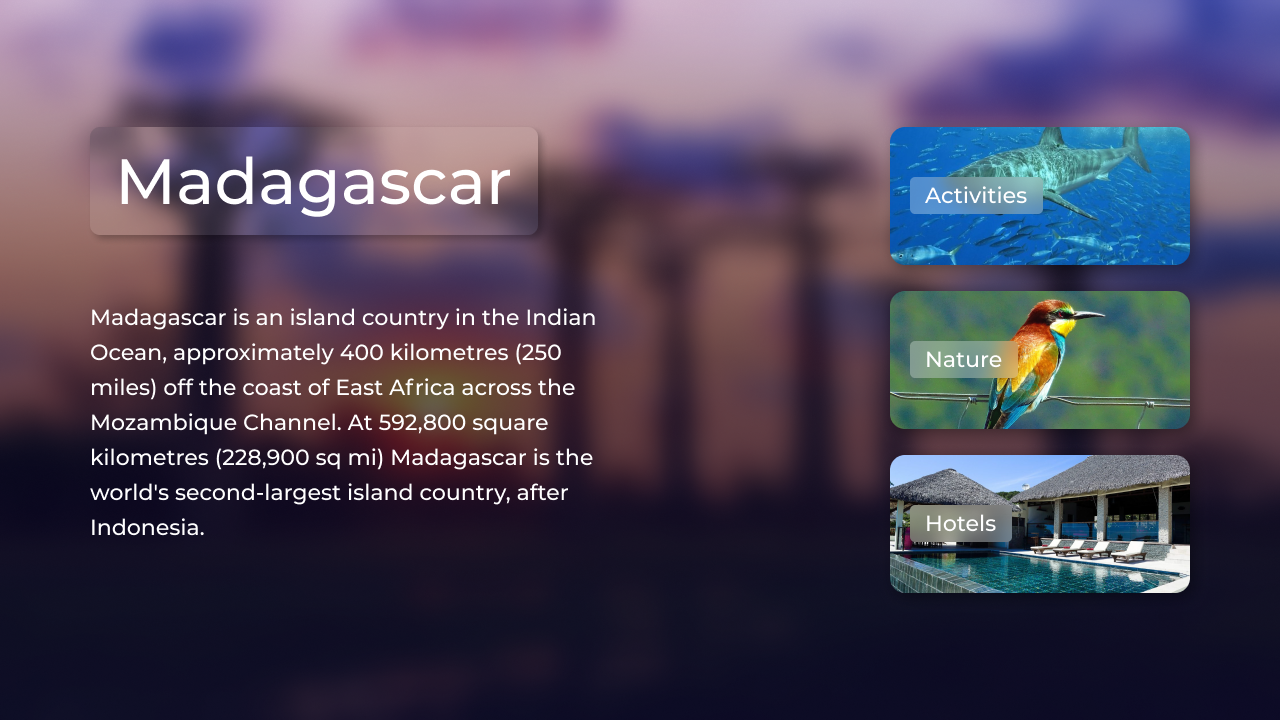 Madagascar
Madagascar is an island country in the Indian
Ocean, approximately 400 kilometres (250
miles) off the coast of East Africa across the
Mozambique Channel. At 592,800 square
kilometres (228,900 sq mi) Madagascar is the
world's second-largest island country, after
Indonesia.
Activities
Nature
Hotels